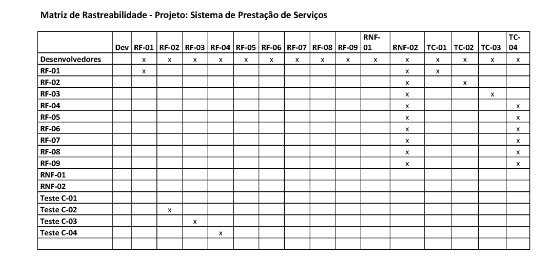 Matriz de Rastreabilidade - Projeto: Sistema de Prestação de Serviços
Dev RF-01 RF-02 RF-03 RF-04 RF-05 RF-06 RF-07 RF-08 RF-09 RNF-01 RNF-02 TC-01 TC-02 TC-03 TC-04
Desenvolvedores x x x x x x x x x x x x x x x
RF-01 x x x
RF-02 x x
RF-03 x x
RF-04 x x
RF-05 x x
RF-06 x x
RF-07 x x
RF-08 x x
RF-09 x x
RNF-01
RNF-02
Teste C-01
Teste C-02 x
Teste C-03 x
Teste C-04 x